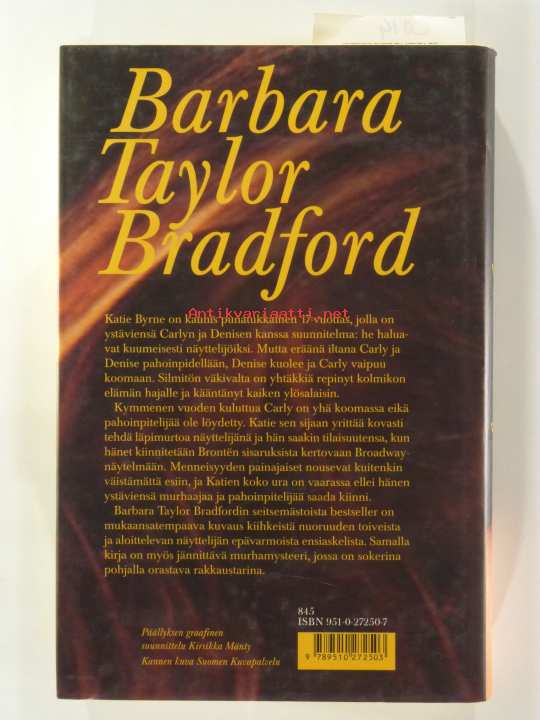 Barbara
Taylor
Bradford
Antikvariaatti.net
Katie Byrne on kaunis punatukkainen 17-vuotias, jolla on
ystäviensä Carlyn ja Denisen kanssa suunnitelma: he halua-
vat kuumeisesti näyttelijöiksi. Mutta eräänä iltana Carly ja
Denise pahoinpidellään, Denise kuolee ja Carly vaipuu
koomaan. Silmitön väkivalta on yhtäkkiä repinyt kolmikon
elämän hajalle ja kääntänyt kaiken ylösalaisin.
Kymmenen vuoden kuluttua Carly on yhä koomassa eikä
pahoinpitelijää ole löydetty. Katie sen sijaan yrittää kovasti
tehdä läpimurtoa näyttelijänä ja hän saakin tilaisuutensa, kun
hänet kiinnitetään Brontën sisaruksista kertovaan Broadway-
näytelmään. Menneisyyden painajaiset nousevat kuitenkin
väistämättä esiin, ja Katien koko ura on vaarassa ellei hänen
ystäviensä murhaajaa ja pahoinpitelijää saada kiinni.
Barbara Taylor Bradfordin seitsemästoista bestseller on
mukaansatempaava kuvaus kiihkeistä nuoruuden toiveista
ja aloittelevan näyttelijän epävarmoista ensiaskelista. Samalla
kirja on myös jännittävä murhamysteeri, jossa on sokerina
pohjalla orastava rakkaustarina.
845
ISBN 951-0-27250-7
Päällyksen graafinen
suunnittelu Kirsikka Mänty
Kannen kuva Suomen Kuvapalvelu
9 789510 272503